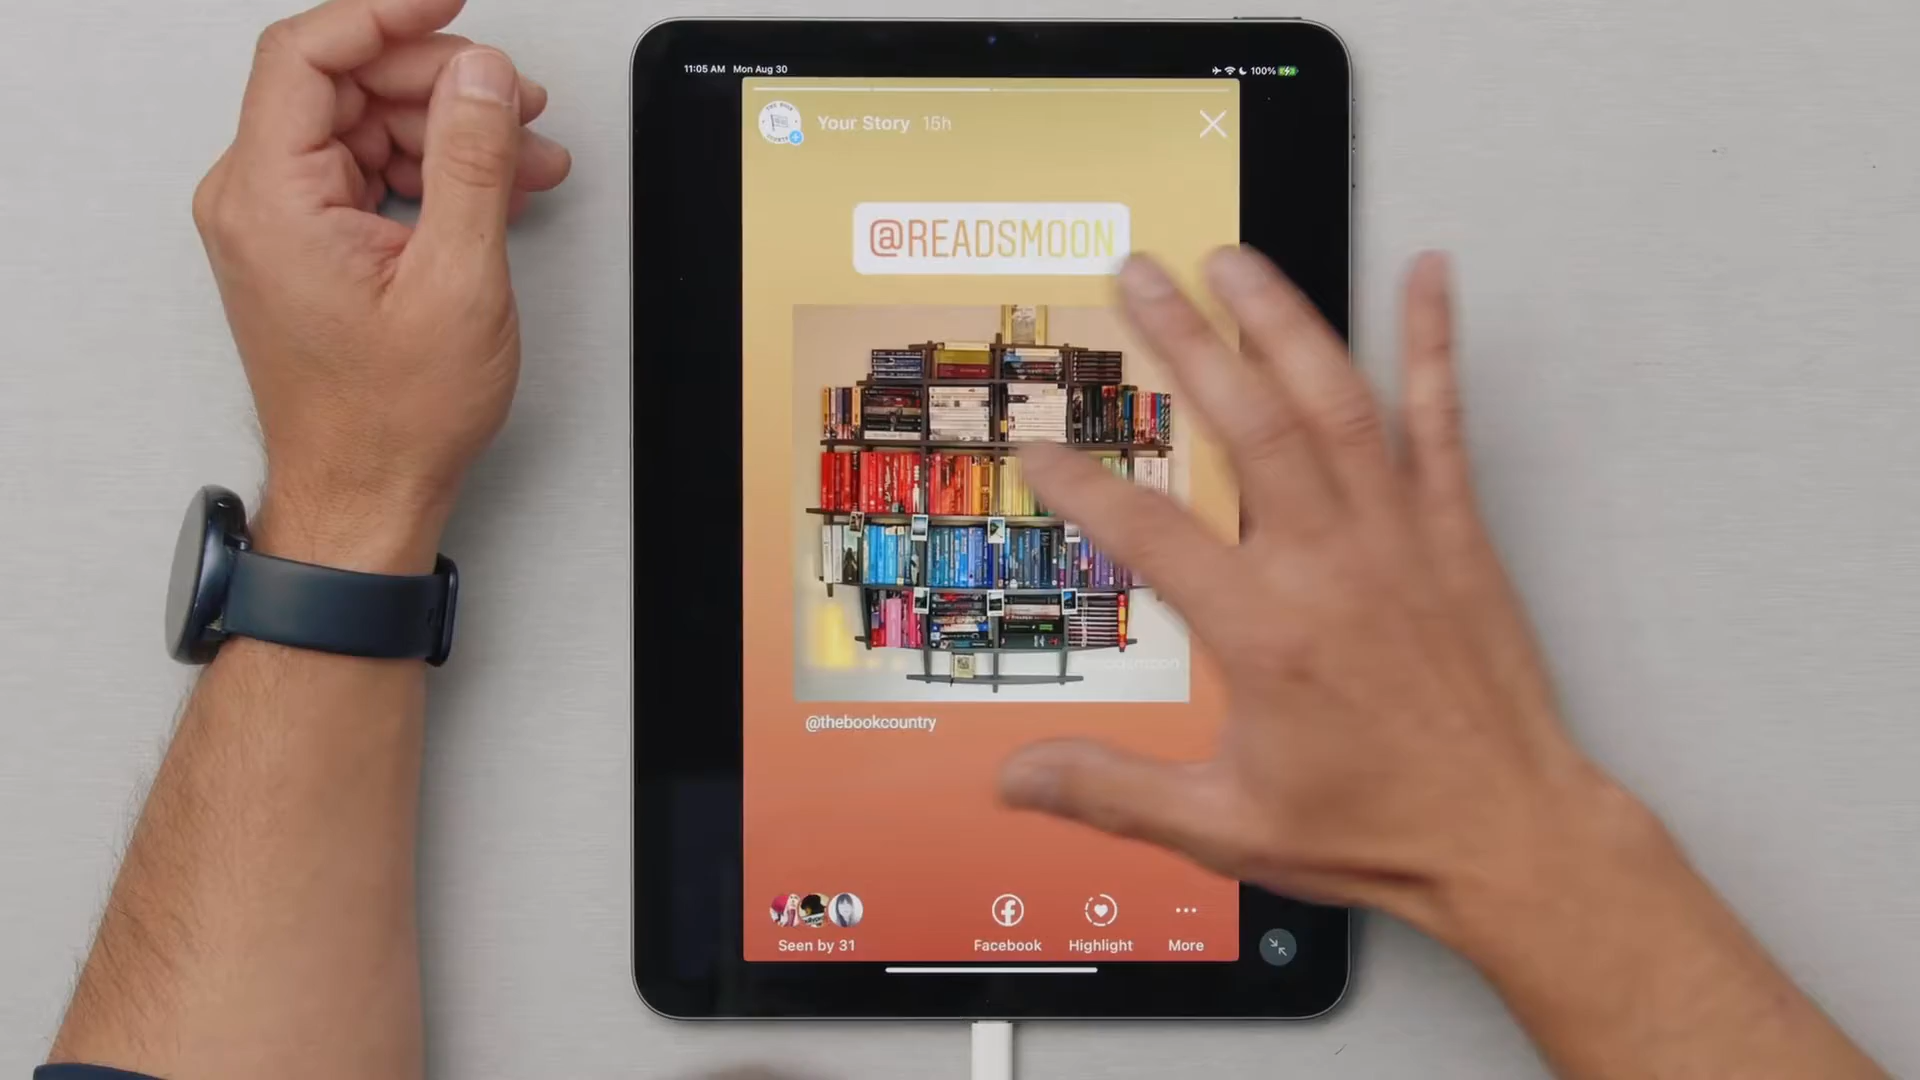 11:05 AM Mon Aug 30
100%
Your Story 15h
@READSMOON
@thebookcountry
Seen by 31
Facebook
Highlight
More